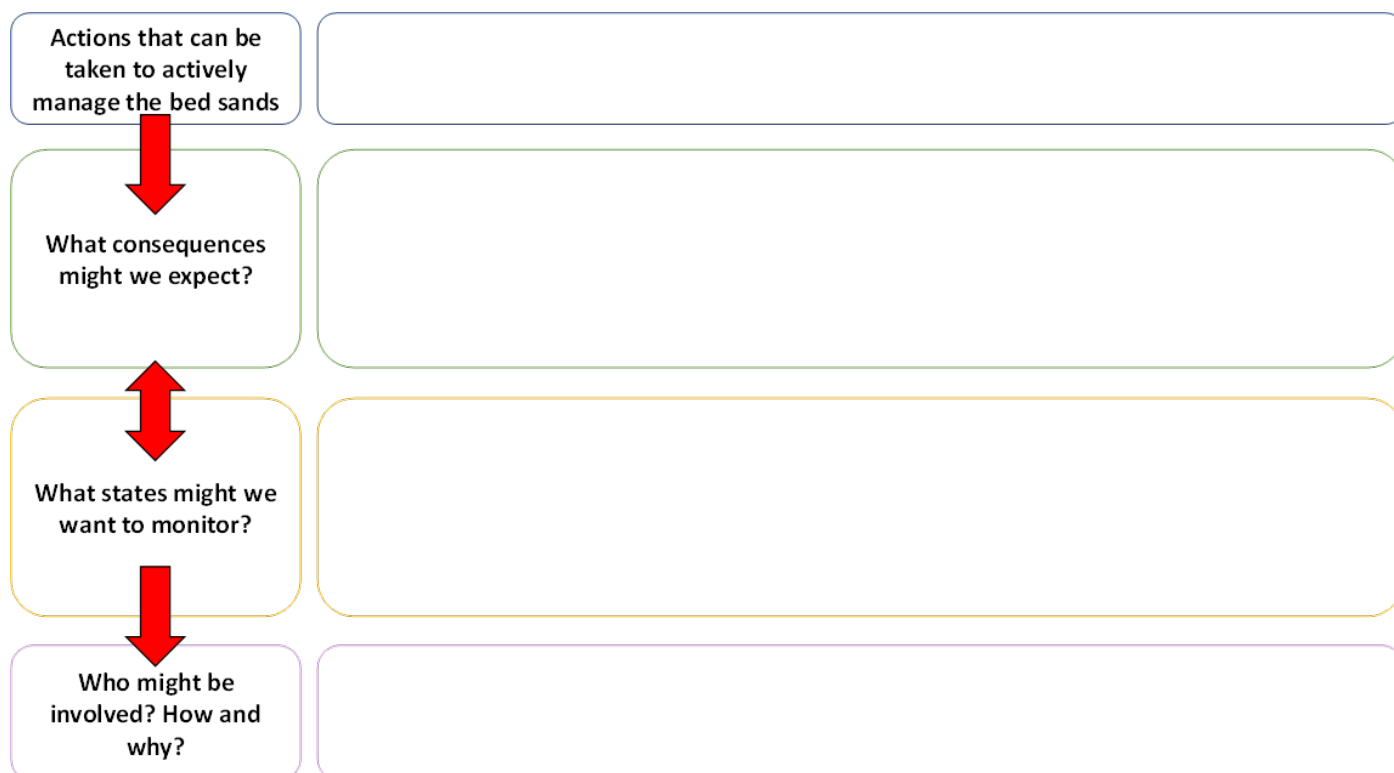 Actions that can be
taken to actively
manage the bed sands
What consequences
might we expect?
What states might we
want to monitor?
Who might be
involved? How and
why?